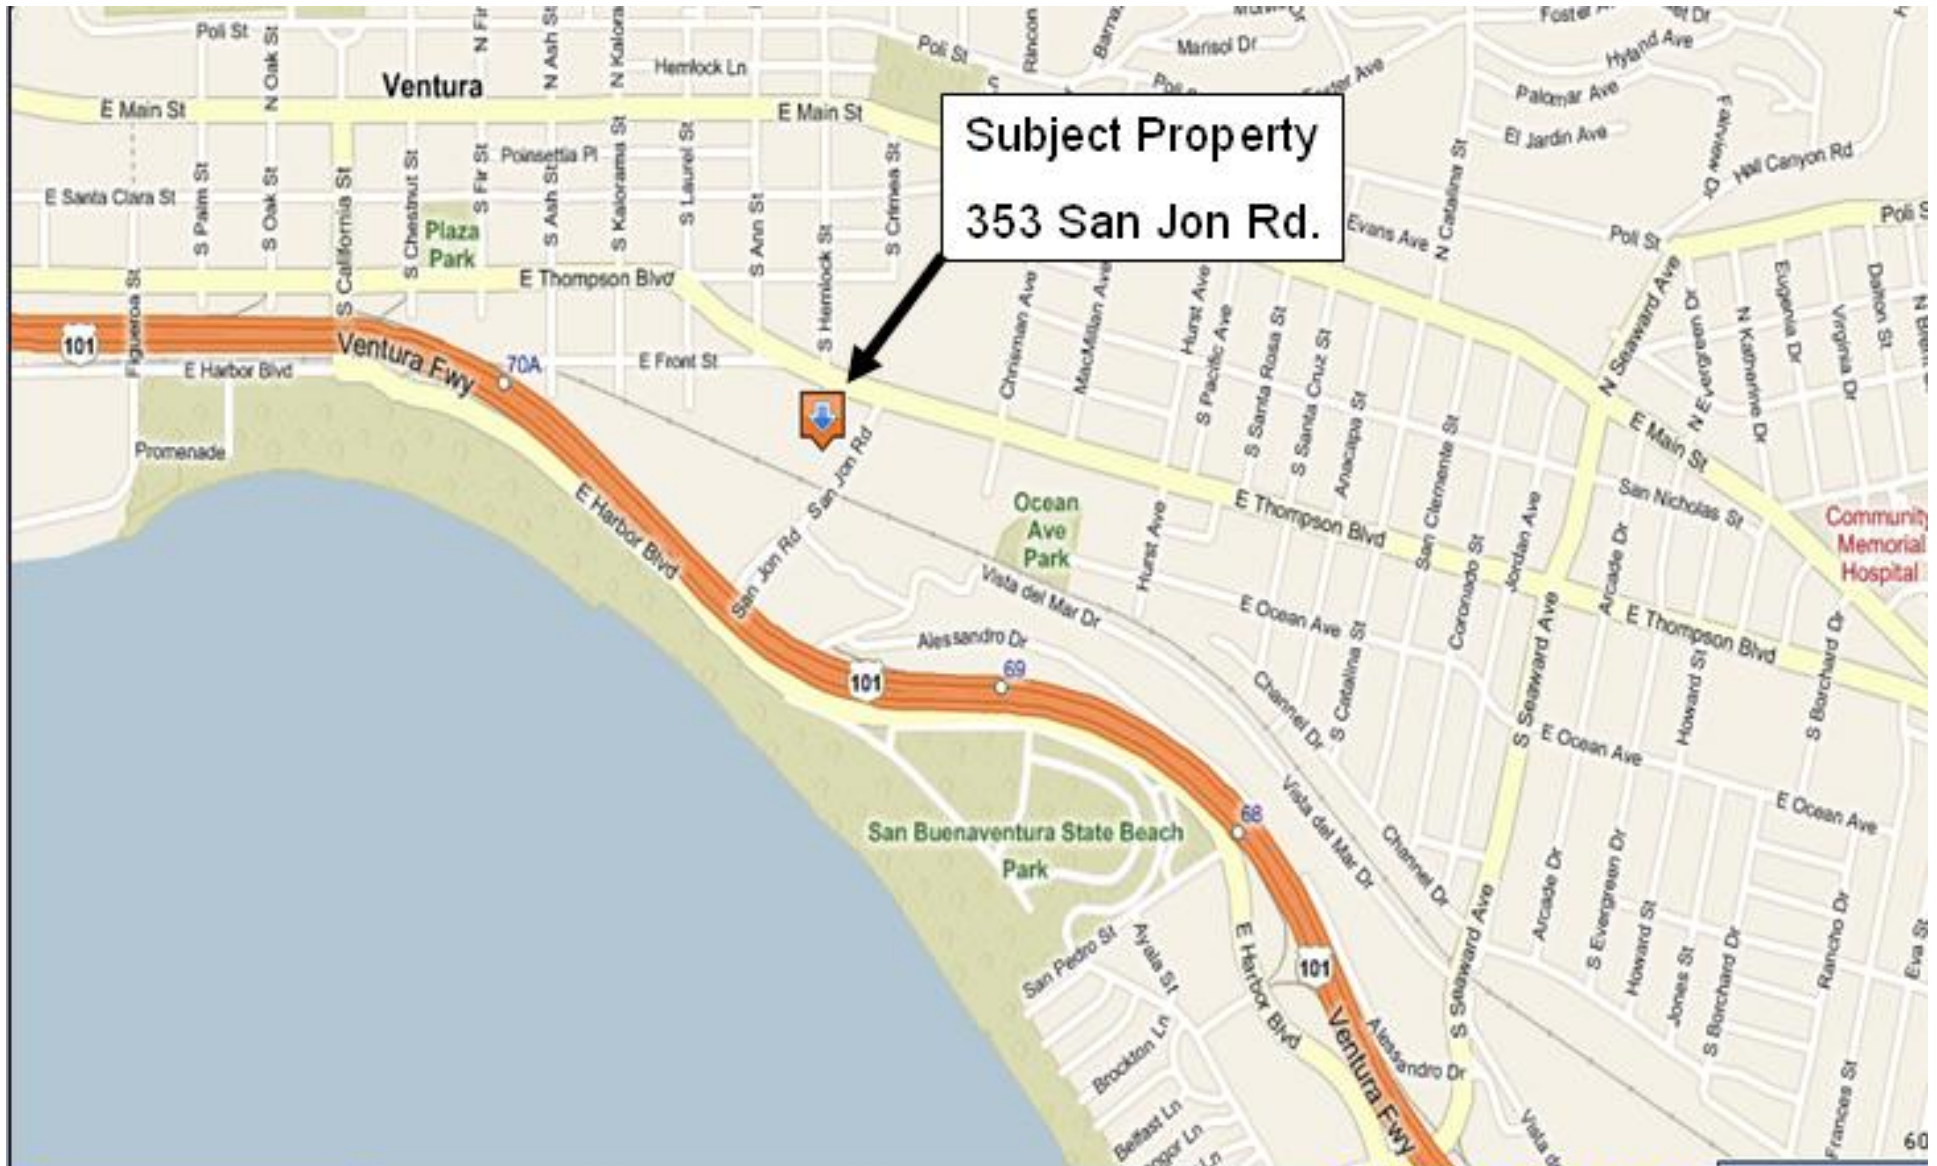 Poli St
N Oak St
N Ash St
Hemlock Ln
Poli St
Rincon
Marisol Dr
Hyland Ave
Palomar Ave
El Jardin Ave
Fairview Dr
Hall Canyon Rd
Ventura
E Main St
E Main St
Poinsettia Pl
Subject Property
353 San Jon Rd.
E Santa Clara St
S Palm St
S Oak St
S California St
S Chestnut St
S Fir St
S Ash St
S Kalorama St
S Laurel St
S Ann St
S Hemlock St
S Crimea St
Plaza
Park
E Thompson Blvd
Evans Ave
N Catalina St
Poli St
N Seaward Ave
N Evergreen Dr
N Katherine Dr
Eugenia Dr
Virginia Dr
Dalton St
Figueroa St
101
Ventura Fwy
70A
E Front St
E Harbor Blvd
Promenade
Chrisman Ave
MacMillan Ave
Hurst Ave
S Pacific Ave
S Santa Rosa St
S Santa Cruz St
Anacapa St
San Clemente St
E Main St
San Nicholas St
Community
Memorial
Hospital
San Jon Rd
San Jon Rd
E Harbor Blvd
Ocean
Ave
Park
E Thompson Blvd
Hurst Ave
Vista del Mar Dr
E Ocean Ave
Coronado St
Jordan Ave
Arcade Dr
S Seaward Ave
E Thompson Blvd
Howard St
S Borchard Dr
Alessandro Dr
69
101
Channel Dr
S Catalina St
E Ocean Ave
E Ocean Ave
San Buenaventura State Beach
Park
68
Vista del Mar Dr
Channel Dr
S Seaward Ave
Arcade Dr
S Evergreen Dr
Howard St
Jones St
S Borchard Dr
Rancho Dr
Eva St
San Pedro St
Ayala St
E Harbor Blvd
101
Ventura Fwy
Alessandro Dr
Brockton Ln
Belfast Ln
Frances St
60